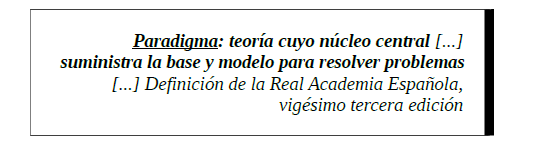 Paradigma: teoría cuyo núcleo central [...]
suministra la base y modelo para resolver problemas
[...] Definición de la Real Academia Española,
vigésimo tercera edición